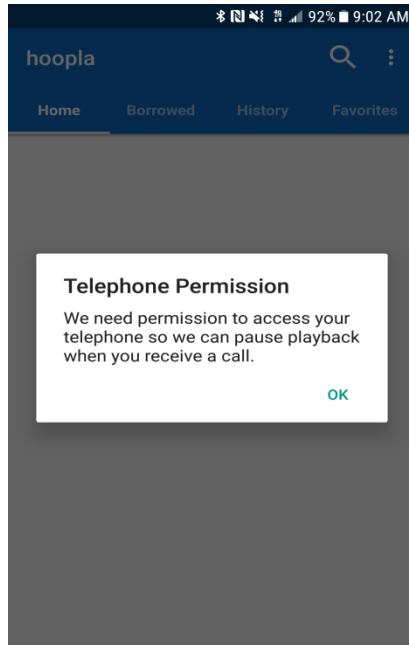 92% 9:02 AM
hoopla
Home Borrowed History Favorites
Telephone Permission
We need permission to access your
telephone so we can pause playback
when you receive a call.
OK